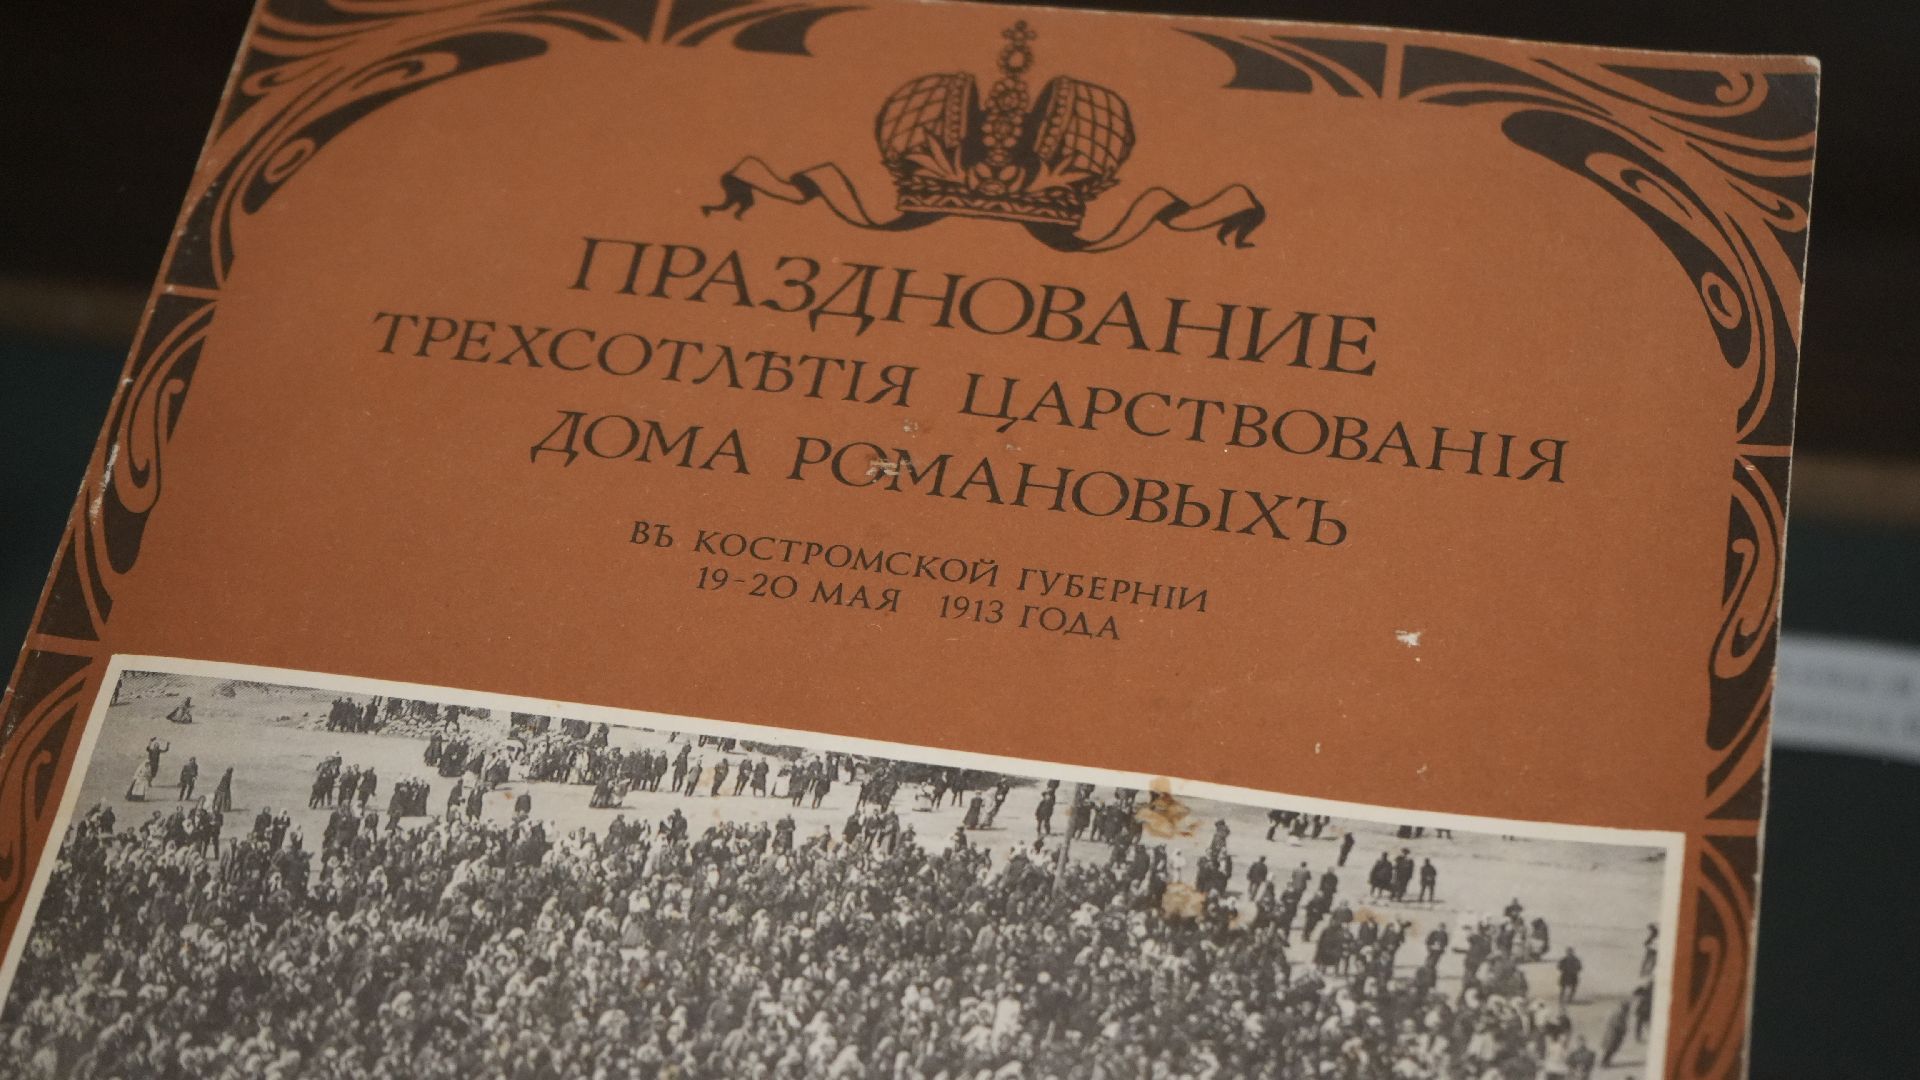 ПРАЗДНОВАНИЕ
ТРЕХСОТЛѢТІЯ ЦАРСТВОВАНІЯ
ДОМА РОМАНОВЫХЪ
ВЪ КОСТРОМСКОЙ ГУБЕРНІИ
19-20 МАЯ 1913 ГОДА